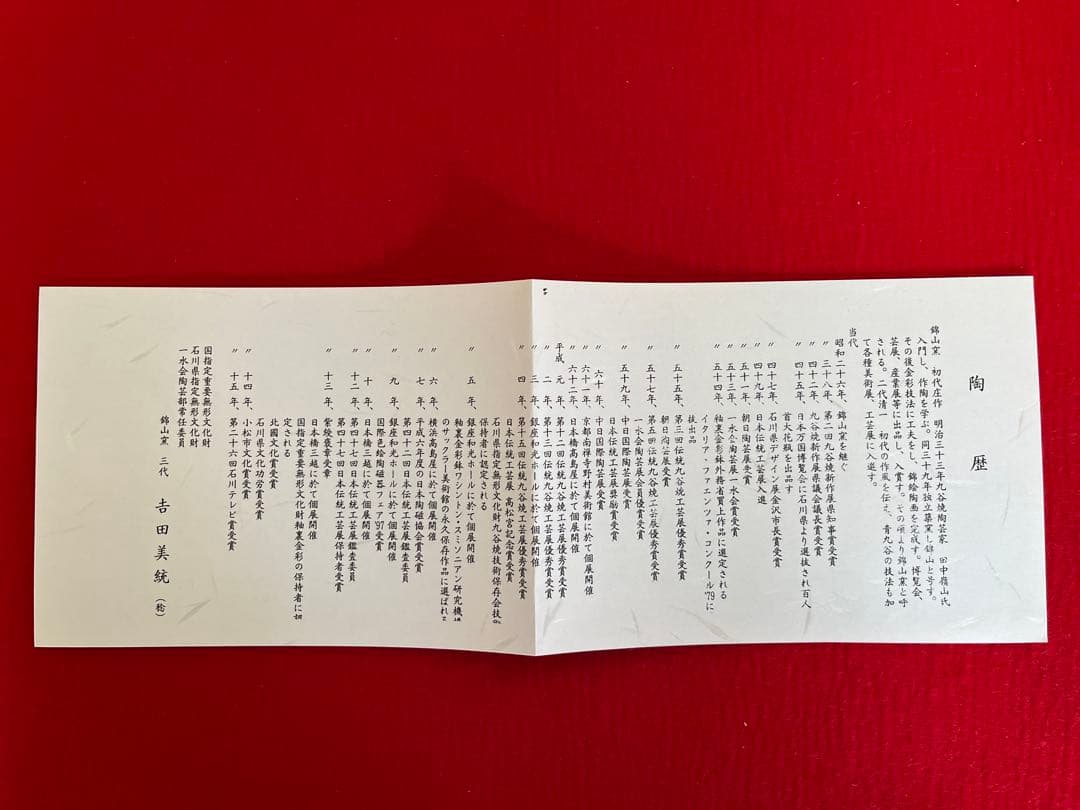 陶歴
錦山窯 初代庄作 明治三十三年九谷焼陶芸家 田中嶺山氏
入門し、作陶を学ぶ。同三十九年独立築窯し錦山と号す。
その後金彩技法に工夫をし、錦絵陶画を完成す。博覧会、
芸展、産業展等に出品し、入賞す。その頃より錦山窯と呼
される。二代清一 初代の作風を伝え、青九谷の技法も加
て各種美術展、工芸展に入選す。
当代
昭和二十六年、錦山窯を継ぐ
〃 三十八年、第二回九谷焼新作展県知事賞受賞
〃 四十二年、九谷焼新作展県議会議長賞受賞
〃 四十五年、日本万国博覧会に石川県より選抜され百人
首大花瓶を出品す
〃 四十七年、石川県デザイン展金沢市長賞受賞
〃 四十九年、日本伝統工芸展入選
〃 五十一年、朝日陶芸展受賞
〃 五十三年、一水会陶芸展一水会賞受賞
〃 五十四年、釉裏金彩鉢外務省買上作品に選定される
イタリア・ファエンツァ・コンクール'79に
技出品
〃 五十五年、第三回伝統九谷焼工芸展優秀賞受賞
朝日陶芸展受賞
〃 五十七年、第五回伝統九谷焼工芸展優秀賞受賞
一水会陶芸展会員優賞受賞
〃 五十九年、中日国際陶芸展受賞
日本伝統工芸展奨励賞受賞
〃 六十年、中日国際陶芸展受賞
〃 六十一年、京都南禅寺野村美術館に於て個展開催
〃 六十二年、日本橋高島屋に於て個展開催
平成 元年、第十二回伝統九谷焼工芸展優秀賞受賞
〃 二年、第十三回伝統九谷焼工芸展優秀賞受賞
〃 三年、銀座和光ホールに於て個展開催
〃 四年、第十五回伝統九谷焼工芸展優秀賞受賞
日本伝統工芸展 高松宮記念賞受賞
石川県指定無形文化財九谷焼技術保存会技の
保持者に認定される
〃 五年、銀座和光ホールに於て個展開催
釉裏金彩鉢ワシントン・スミソニアン研究機
のサックラー美術館の永久保存作品に選ばれ
〃 六年、横浜高島屋に於て個展開催
〃 七年、平成六年度の日本陶磁協会賞受賞
第四十二回日本伝統工芸展鑑査委員
〃 九年、銀座和光ホールに於て個展開催
国際色絵陶磁器フェア'97受賞
〃 十年、日本橋三越に於て個展開催
〃 十二年、第四十七回日本伝統工芸展鑑査委員
第四十七回日本伝統工芸展保持者賞受賞
〃 十三年、紫綬褒章受章
日本橋三越に於て個展開催
国指定重要無形文化財釉裏金彩の保持者に認
定される
北國文化賞受賞
石川県文化功労賞受賞
〃 十四年、小松市文化賞受賞
〃 十五年、第二十六回石川テレビ賞受賞
国指定重要無形文化財
石川県指定無形文化財
一水会陶芸部常任委員
錦山窯 三代 吉田美統(稔)